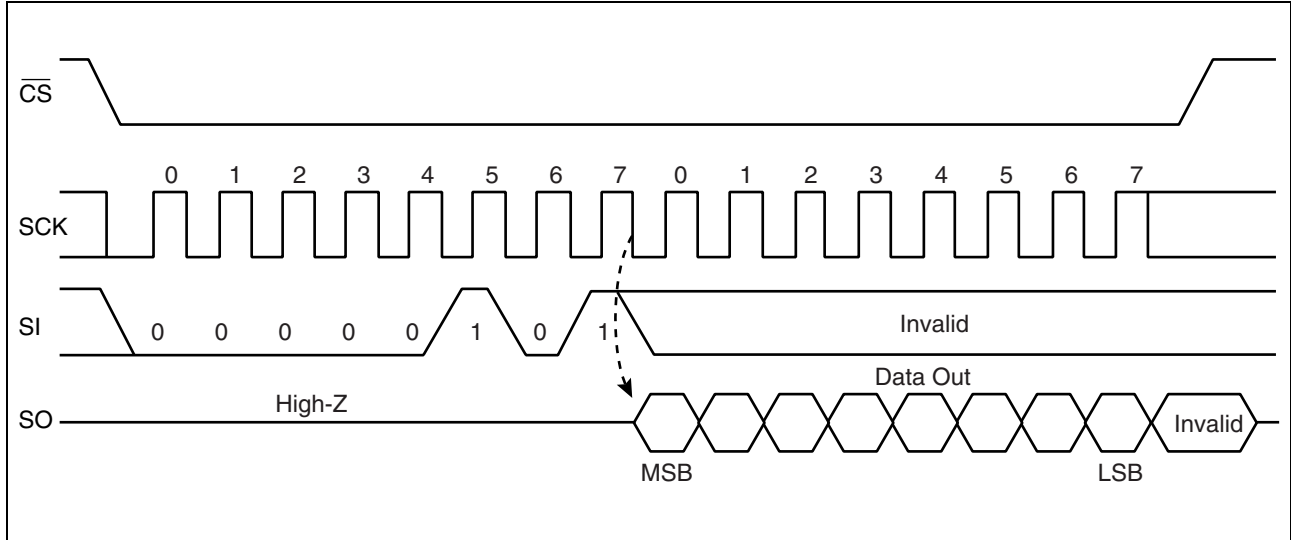 C̅S̅
0 1 2 3 4 5 6 7 0 1 2 3 4 5 6 7
SCK
SI 0 0 0 0 0 1 0 1 Invalid
Data Out
High-Z
SO Invalid
MSB LSB